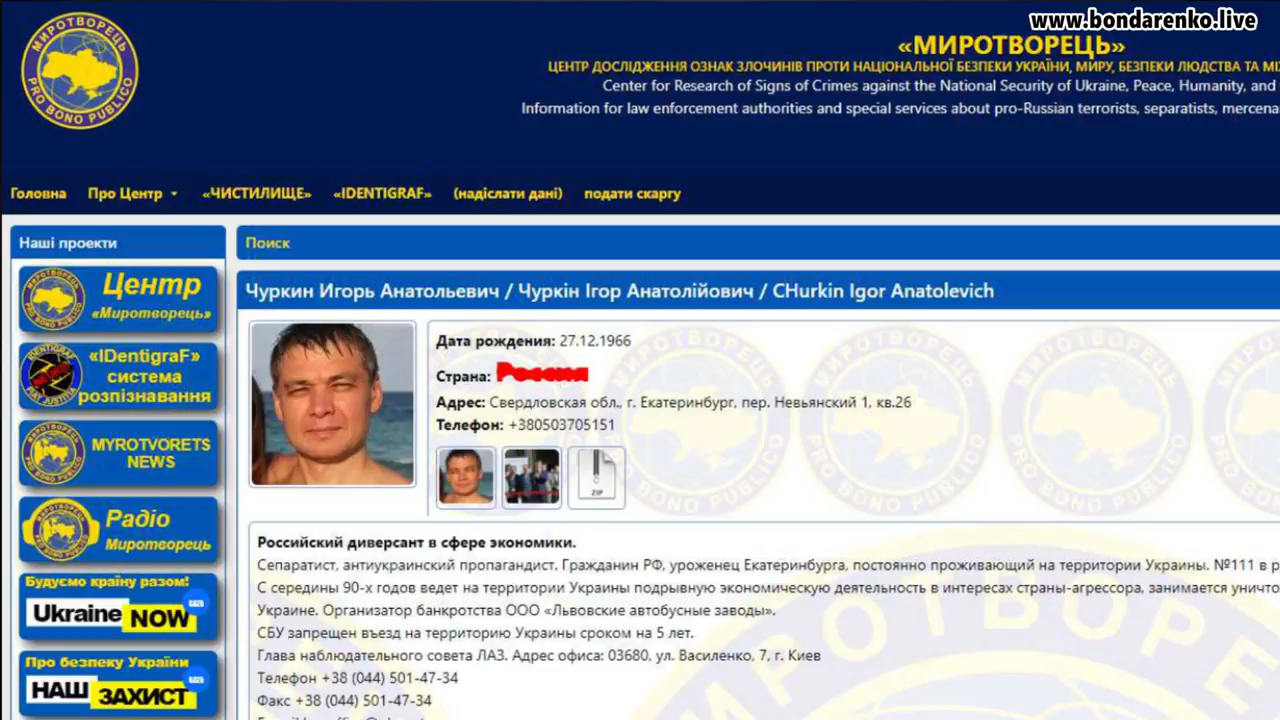 www.bondarenko.live
МИРОТВОРЕЦЬ
PRO BONO PUBLICO
«МИРОТВОРЕЦЬ»
ЦЕНТР ДОСЛІДЖЕННЯ ОЗНАК ЗЛОЧИНІВ ПРОТИ НАЦІОНАЛЬНОЇ БЕЗПЕКИ УКРАЇНИ, МИРУ, БЕЗПЕКИ ЛЮДСТВА ТА
Center for Research of Signs of Crimes against the National Security of Ukraine, Peace, Humanity, and
Information for law enforcement authorities and special services about pro-Russian terrorists, separatists,
Головна Про Центр «ЧИСТИЛИЩЕ» «IDENTIGRAF» (надіслати дані) подати скаргу
Наші проекти
Поиск
Центр
«Миротворець»
«IDentigraF»
система
розпізнавання
MYROTVORETS
NEWS
Радіо
Миротворець
Будуємо країну разом!
Ukraine NOW
Про безпеку України
НАШ ЗАХИСТ
Чуркин Игорь Анатольевич / Чуркін Ігор Анатолійович / CHurkin Igor Anatolevich
Дата рождения: 27.12.1966
Страна: Россия
Адрес: Свердловская обл., г. Екатеринбург, пер. Невьянский 1, кв.26
Телефон: +380503705151
ZIP
Российский диверсант в сфере экономики.
Сепаратист, антиукраинский пропагандист. Гражданин РФ, уроженец Екатеринбурга, постоянно проживающий на территории Украины. №111 в
С середины 90-х годов ведет на территории Украины подрывную экономическую деятельность в интересах страны-агрессора, занимается
Украине. Организатор банкротства ООО «Львовские автобусные заводы».
СБУ запрещен въезд на территорию Украины сроком на 5 лет.
Глава наблюдательного совета ЛАЗ. Адрес офиса: 03680, ул. Василенко, 7, г. Киев
Телефон +38 (044) 501-47-34
Факс +38 (044) 501-47-34